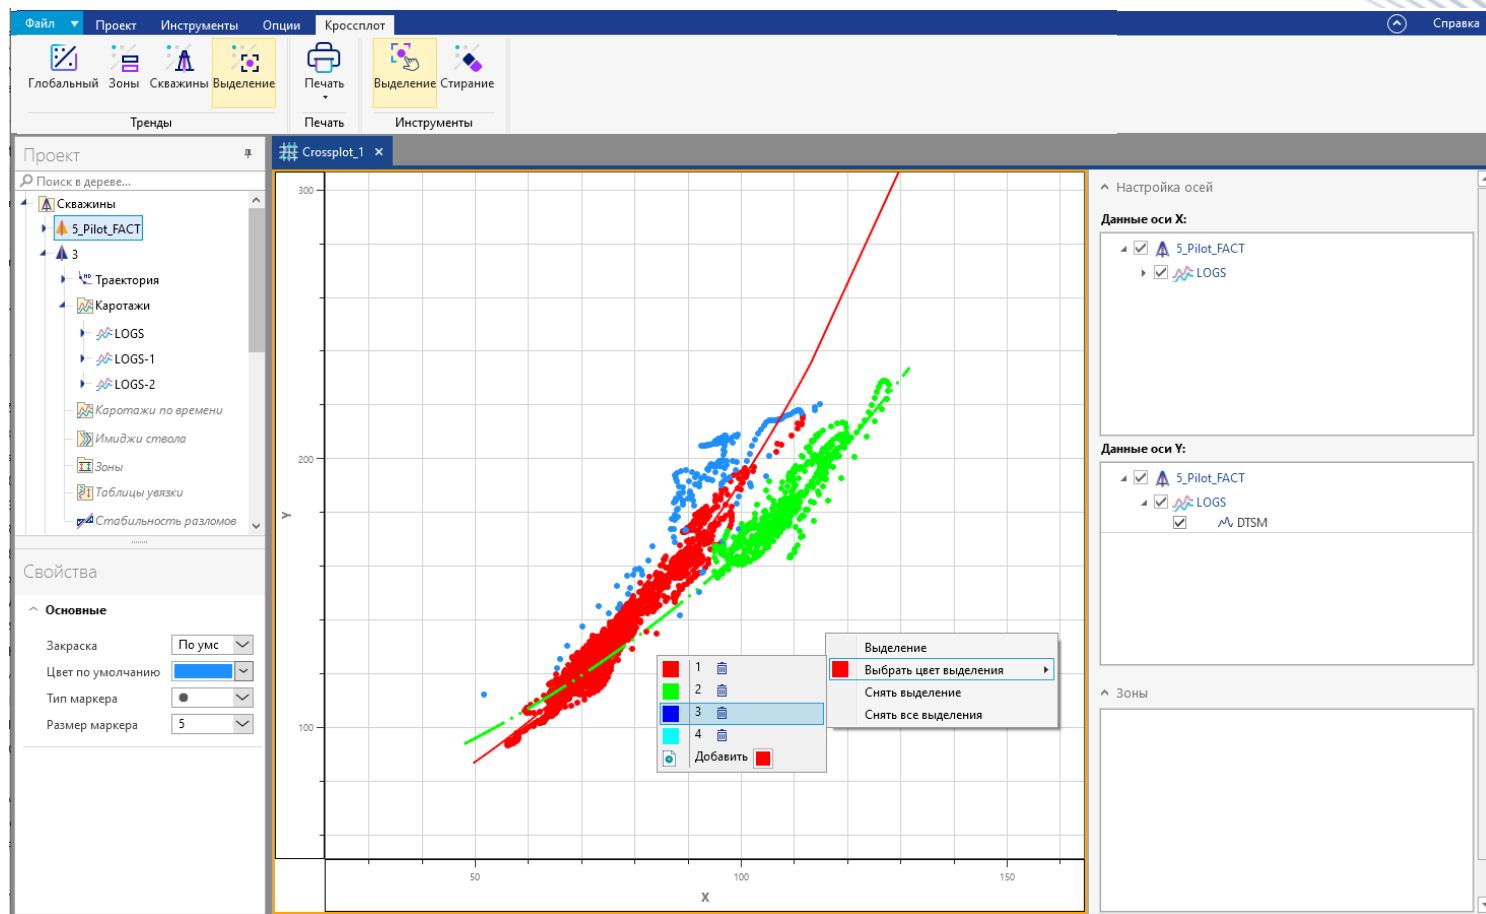 Файл Проект Инструменты Опции Кроссплот Справка
Глобальный Зоны Скважины Выделение Печать Выделение Стирание
Тренды Печать Инструменты
Проект
Поиск в дереве...
Скважины
5_Pilot_FACT
3
Траектория
Каротажи
LOGS
LOGS-1
LOGS-2
Каротажи по времени
Имиджи ствола
Зоны
Таблицы увязки
Стабильность разломов
Свойства
Основные
Закраска По умс
Цвет по умолчанию
Тип маркера
Размер маркера 5
Crossplot_1
300
200
100
Y
50 100 150
X
Выделение
Выбрать цвет выделения
Снять выделение
Снять все выделения
1
2
3
4
Добавить
Настройка осей
Данные оси X:
5_Pilot_FACT
LOGS
Данные оси Y:
5_Pilot_FACT
LOGS
DTSM
Зоны